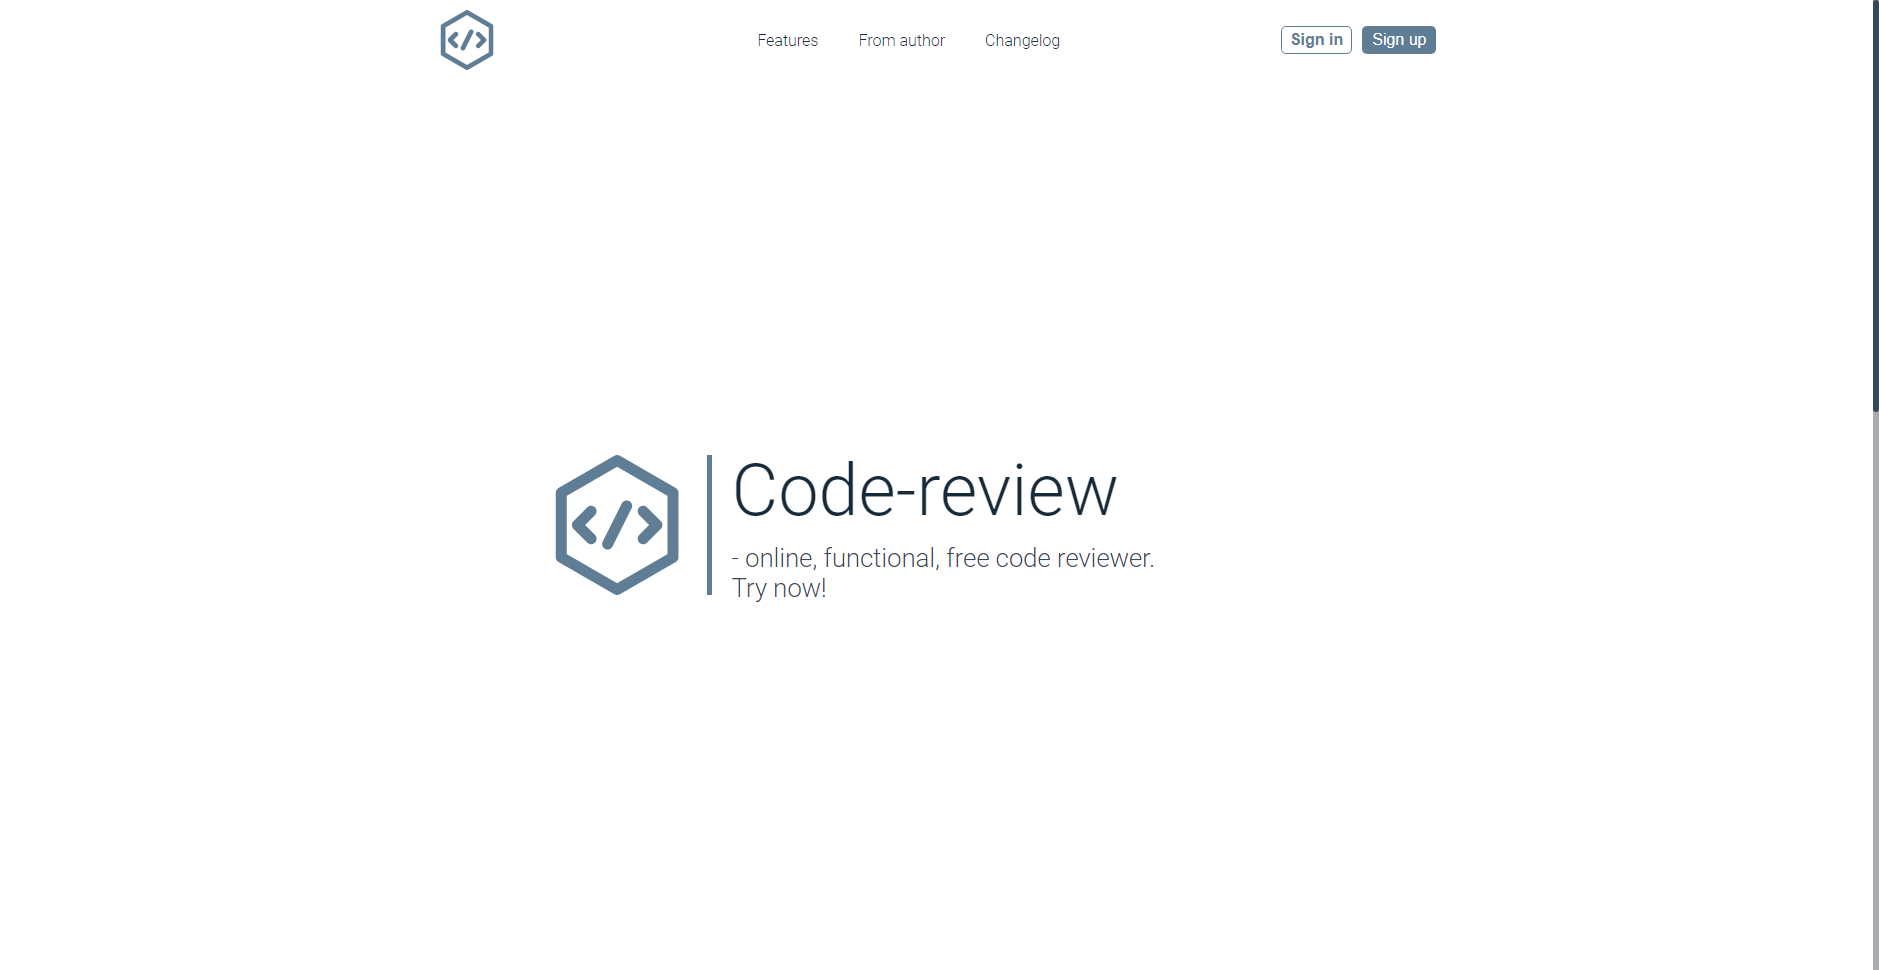 Features From author Changelog Sign in Sign up
Code-review
- online, functional, free code reviewer.
Try now!